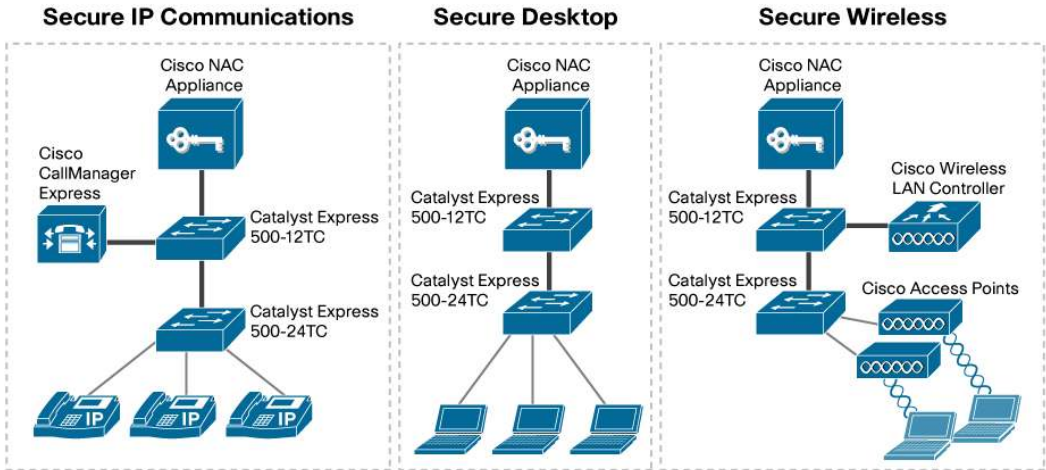 Secure IP Communications
Cisco NAC
Appliance
Cisco
CallManager
Express
Catalyst Express
500-12TC
Catalyst Express
500-24TC
IP
IP
IP
Secure Desktop
Cisco NAC
Appliance
Catalyst Express
500-12TC
Catalyst Express
500-24TC
Secure Wireless
Cisco NAC
Appliance
Cisco Wireless
LAN Controller
Catalyst Express
500-12TC
Catalyst Express
500-24TC
Cisco Access Points